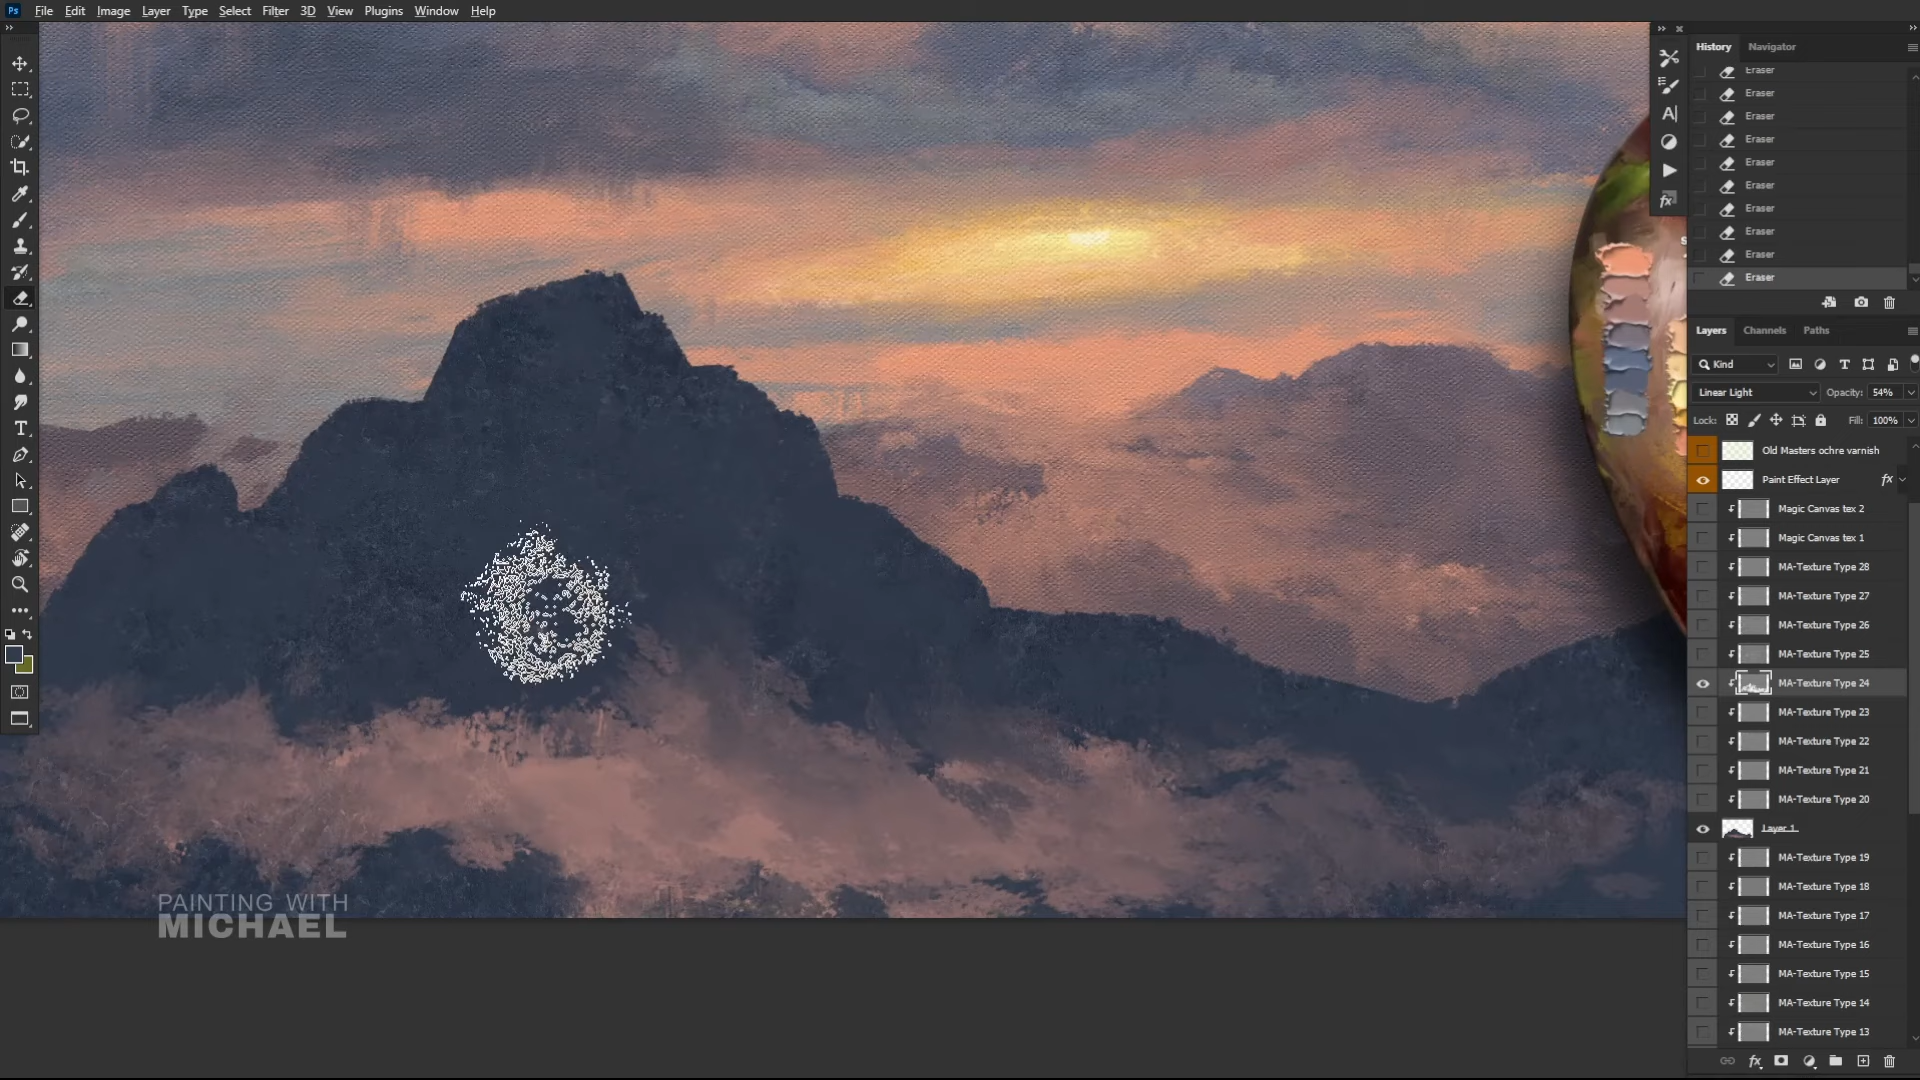 Ps File Edit Image Layer Type Select Filter 3D View Plugins Window Help
History Navigator
Eraser
Eraser
Eraser
Eraser
Eraser
Eraser
Eraser
Eraser
Eraser
Eraser
Layers Channels Paths
Kind
Linear Light Opacity: 54%
Lock: Fill: 100%
Old Masters ochre varnish
Paint Effect Layer fx
Magic Canvas tex 2
Magic Canvas tex 1
MA-Texture Type 28
MA-Texture Type 27
MA-Texture Type 26
MA-Texture Type 25
MA-Texture Type 24
MA-Texture Type 23
MA-Texture Type 22
MA-Texture Type 21
MA-Texture Type 20
Layer 1
MA-Texture Type 19
MA-Texture Type 18
MA-Texture Type 17
MA-Texture Type 16
MA-Texture Type 15
MA-Texture Type 14
MA-Texture Type 13
fx
PAINTING WITH
MICHAEL